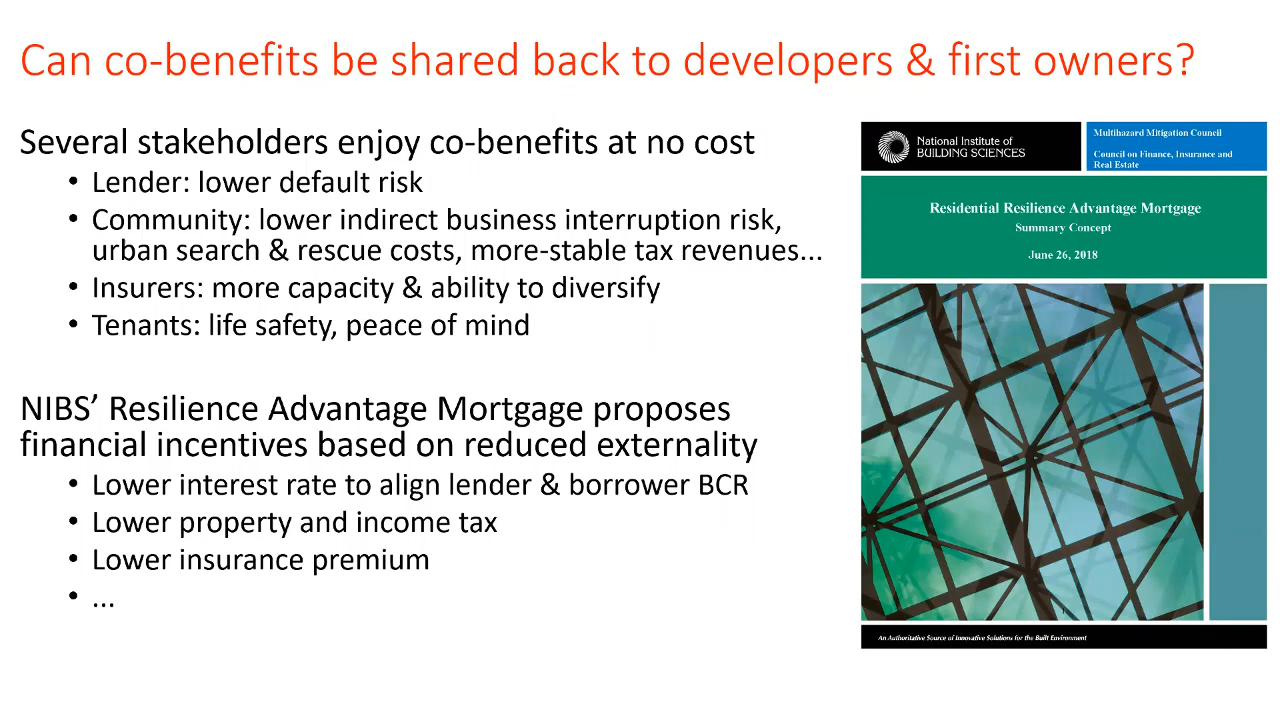 Can co-benefits be shared back to developers & first owners?
Several stakeholders enjoy co-benefits at no cost
• Lender: lower default risk
• Community: lower indirect business interruption risk,
urban search & rescue costs, more-stable tax revenues...
• Insurers: more capacity & ability to diversify
• Tenants: life safety, peace of mind
NIBS’ Resilience Advantage Mortgage proposes
financial incentives based on reduced externality
• Lower interest rate to align lender & borrower BCR
• Lower property and income tax
• Lower insurance premium
• ...
National Institute of
BUILDING SCIENCES
Multihazard Mitigation Council
Council on Finance, Insurance and
Real Estate
Residential Resilience Advantage Mortgage
Summary Concept
June 26, 2018
An Authoritative Source of Innovative Solutions for the Built Environment